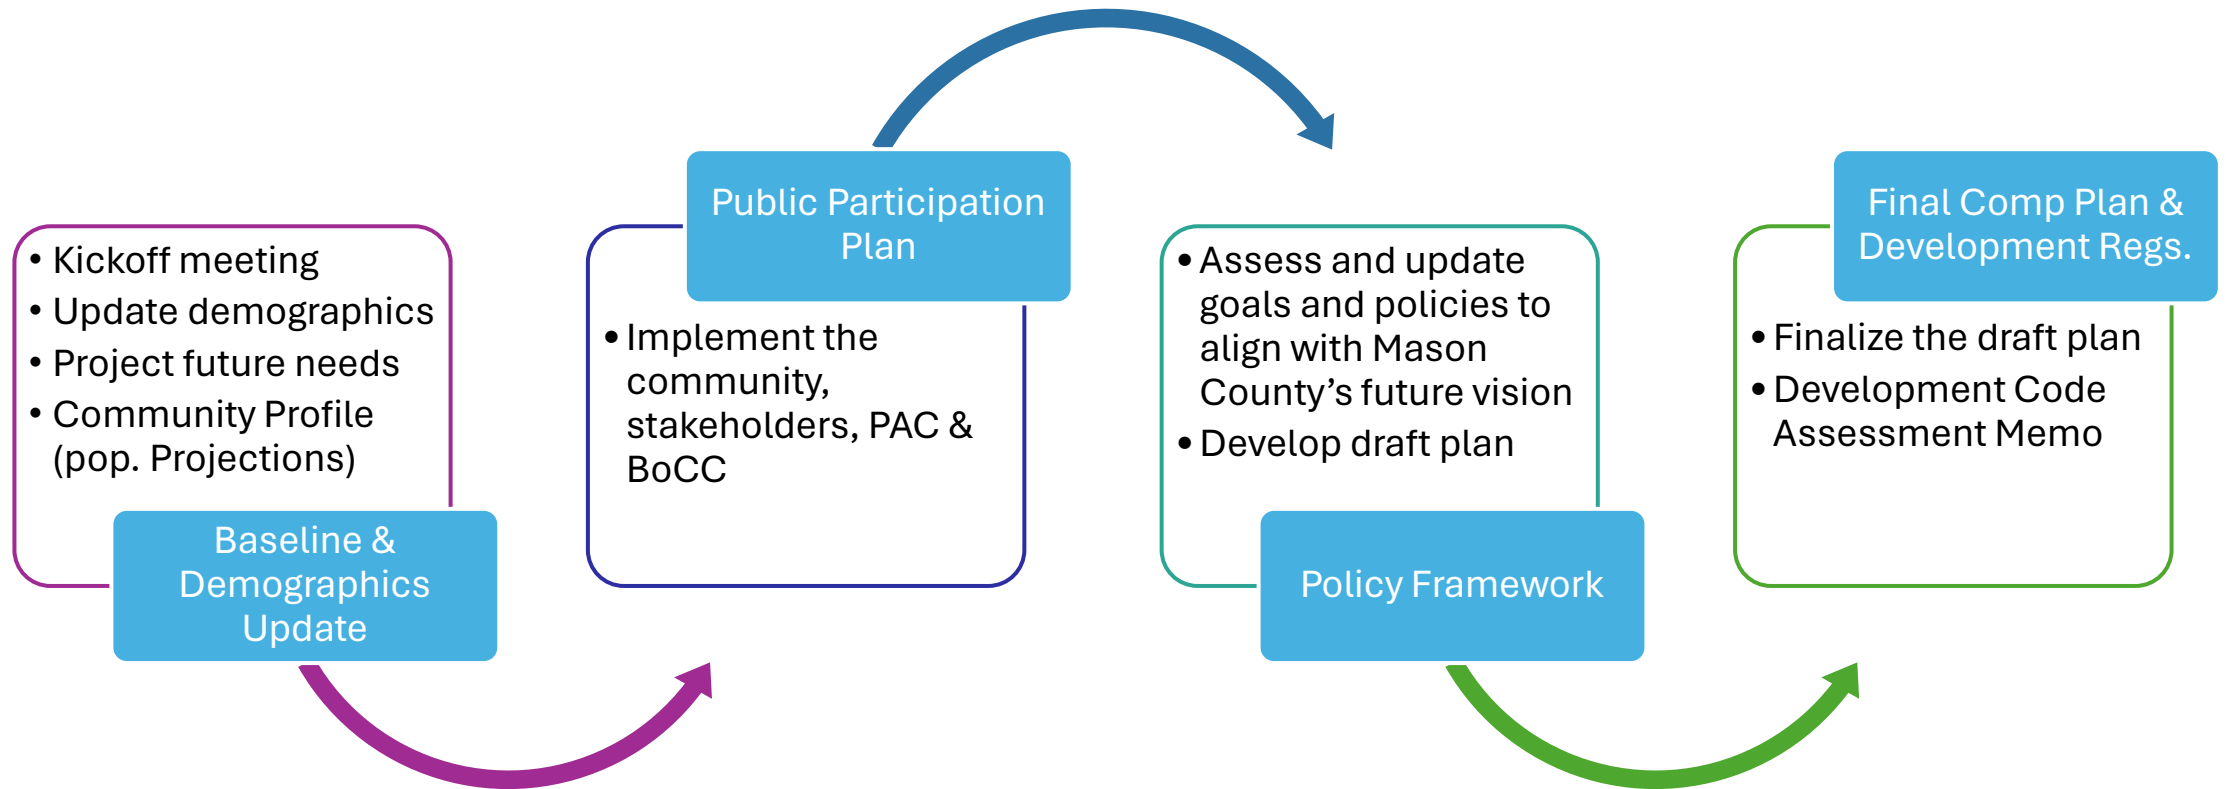 • Kickoff meeting
• Update demographics
• Project future needs
• Community Profile
(pop. Projections)
Baseline &
Demographics
Update
Public Participation
Plan
• Implement the
community,
stakeholders, PAC &
BoCC
• Assess and update
goals and policies to
align with Mason
County’s future vision
• Develop draft plan
Policy Framework
Final Comp Plan &
Development Regs.
• Finalize the draft plan
• Development Code
Assessment Memo